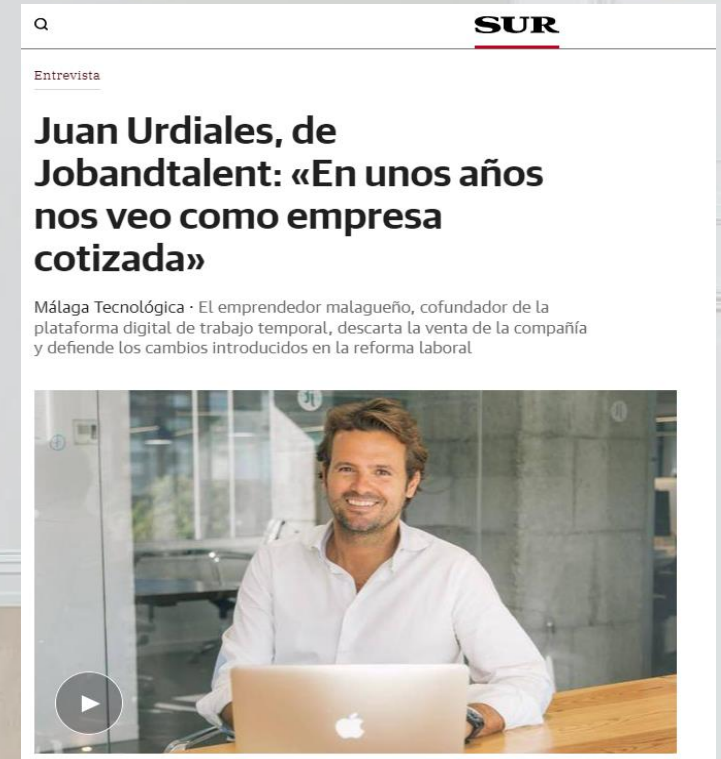 SUR
Entrevista
Juan Urdiales, de
Jobandtalent: «En unos años
nos veo como empresa
cotizada»
Málaga Tecnológica · El emprendedor malagueño, cofundador de la
plataforma digital de trabajo temporal, descarta la venta de la compañía
y defiende los cambios introducidos en la reforma laboral